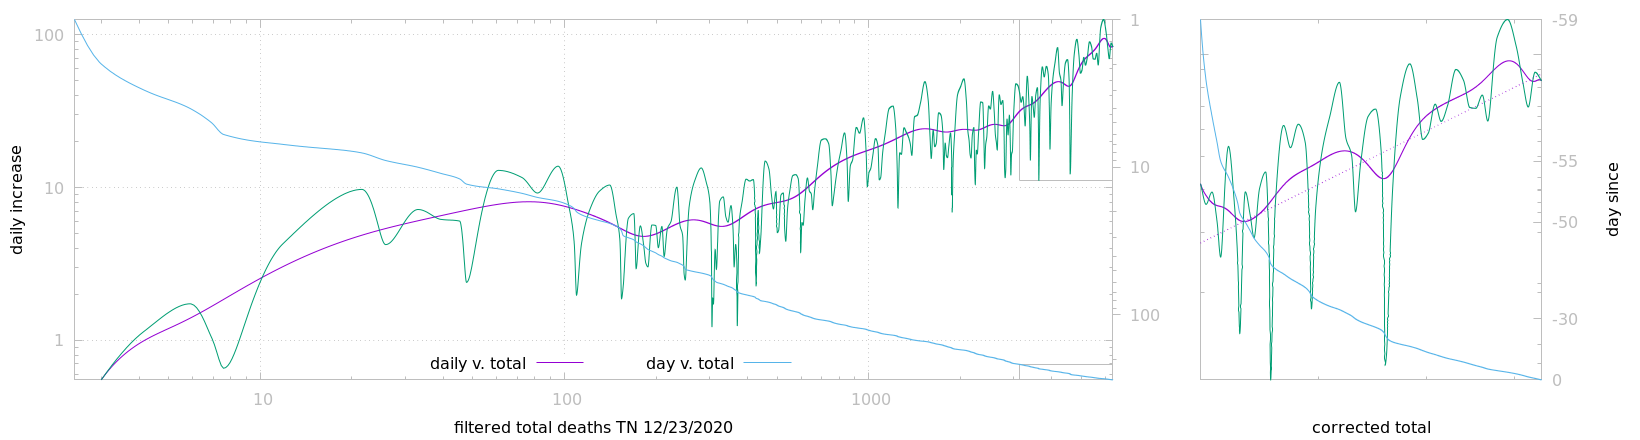 daily increase
100
10
1
10
100
1000
1
10
100
daily v. total
day v. total
filtered total deaths TN 12/23/2020
-59
-55
-50
-30
0
day since
corrected total